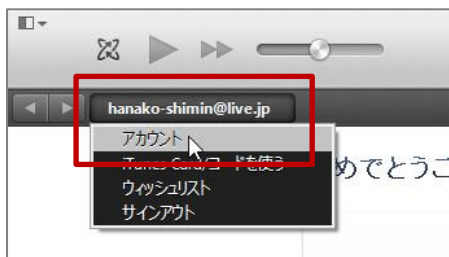 hanako-shimin@live.jp
アカウント
iTunes Card/コードを使う
めでとうご
ウィッシュリスト
サインアウト